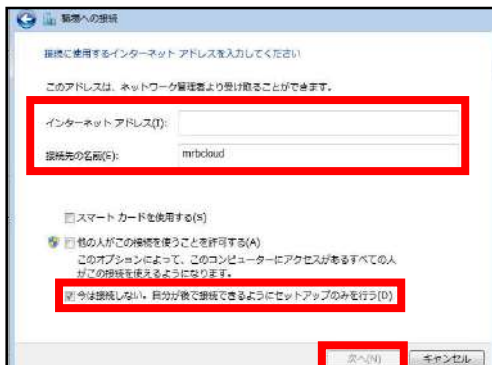 職場への接続
接続に使用するインターネット アドレスを入力してください
このアドレスは、ネットワーク管理者より受け取ることができます。
インターネット アドレス(I):
接続先の名前(E): mrbcloud
スマート カードを使用する(S)
他の人がこの接続を使うことを許可する(A)
このオプションによって、このコンピューターにアクセスがあるすべての人
がこの接続を使えるようになります。
今は接続しない。自分が後で接続できるようにセットアップのみを行う(D)
次へ(N) キャンセル